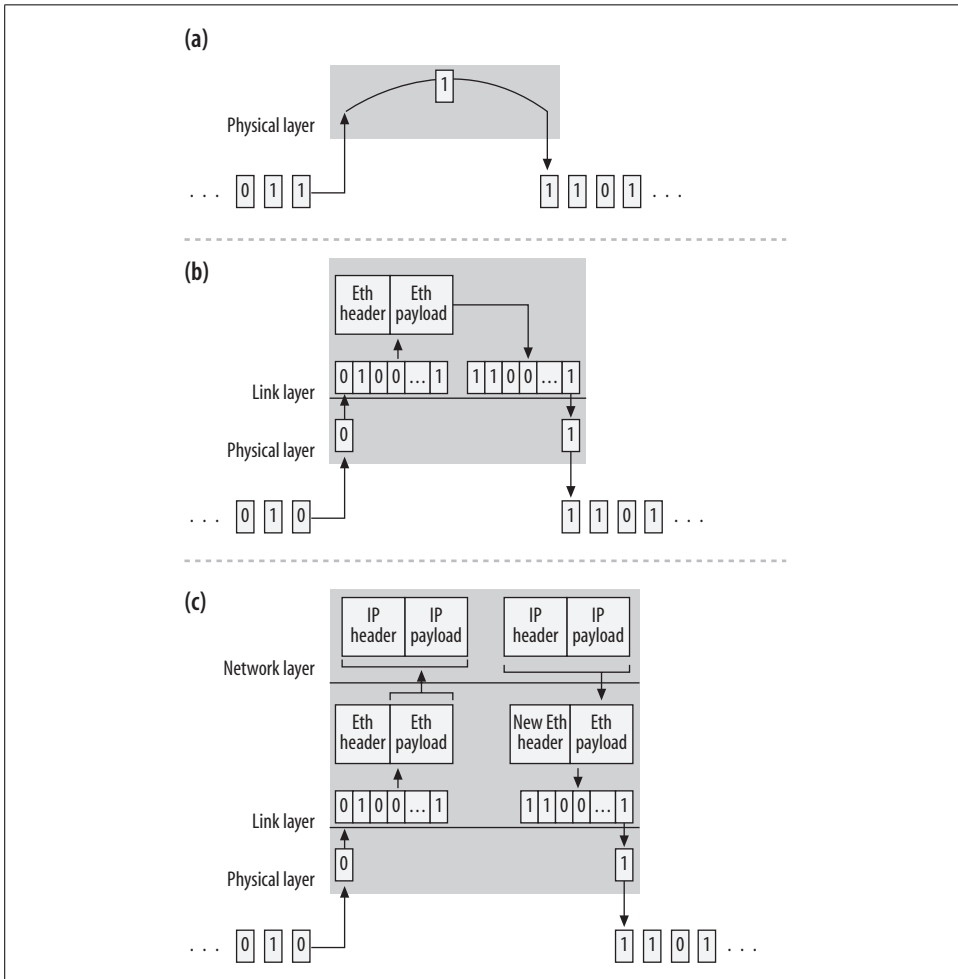 (a)
1
Physical layer
. . . 0 1 1
1 1 0 1 . . .
(b)
Eth header Eth payload
0 1 0 0 ... 1
1 1 0 0 ... 1
Link layer
0
1
Physical layer
. . . 0 1 0
1 1 0 1 . . .
(c)
IP header IP payload
IP header IP payload
Network layer
Eth header Eth payload
New Eth header Eth payload
0 1 0 0 ... 1
1 1 0 0 ... 1
Link layer
0
1
Physical layer
. . . 0 1 0
1 1 0 1 . . .